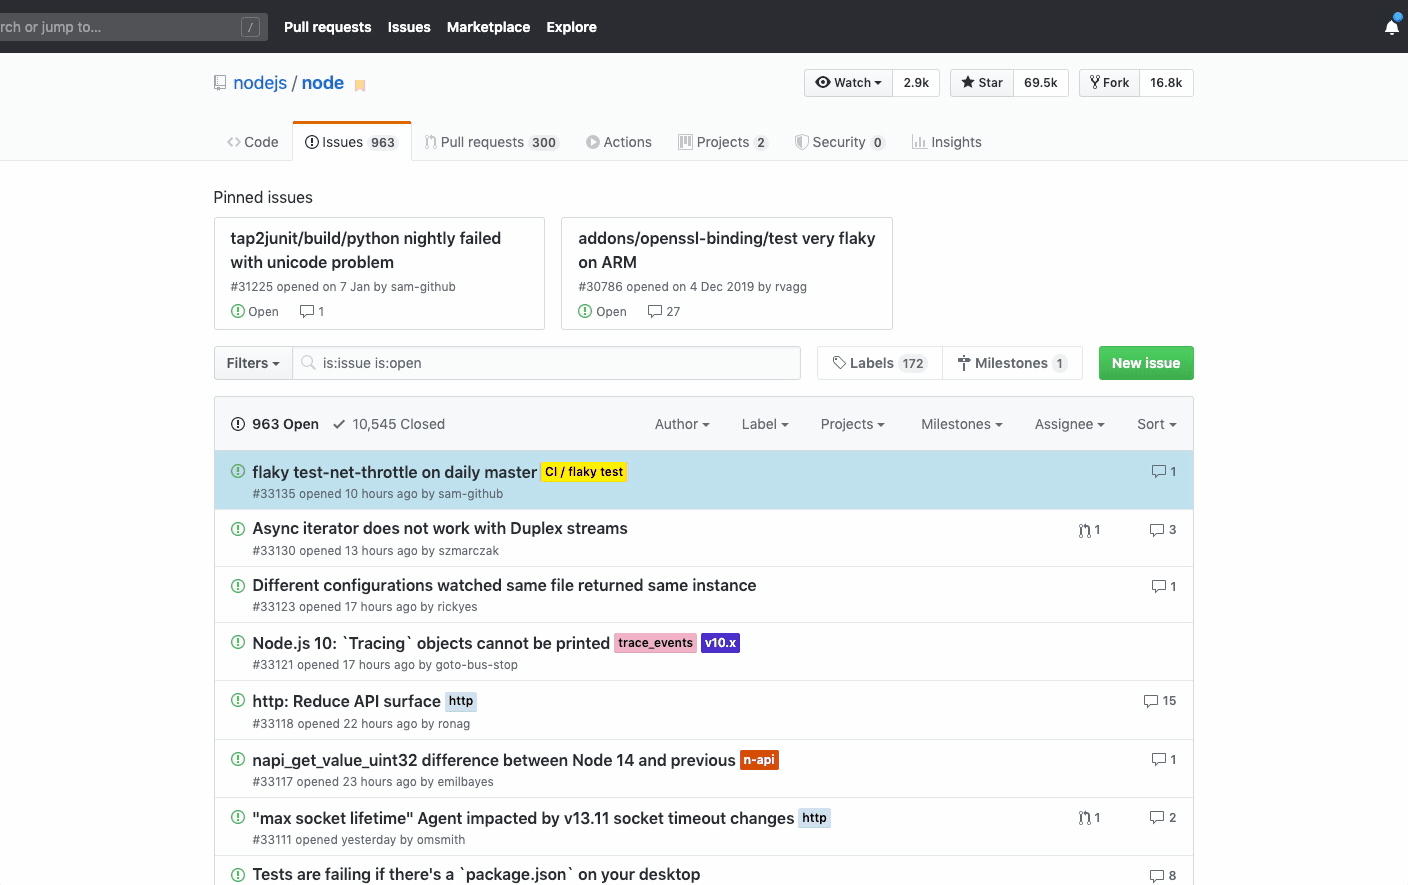 rch or jump to... /
Pull requests Issues Marketplace Explore
nodejs / node
Watch 2.9k Star 69.5k Fork 16.8k
Code Issues 963 Pull requests 300 Actions Projects 2 Security 0 Insights
Pinned issues
tap2junit/build/python nightly failed
with unicode problem
#31225 opened on 7 Jan by sam-github
Open 1
addons/openssl-binding/test very flaky
on ARM
#30786 opened on 4 Dec 2019 by rvagg
Open 27
Filters is:issue is:open Labels 172 Milestones 1 New issue
963 Open 10,545 Closed Author Label Projects Milestones Assignee Sort
flaky test-net-throttle on daily master CI / flaky test 1
#33135 opened 10 hours ago by sam-github
Async iterator does not work with Duplex streams 1 3
#33130 opened 13 hours ago by szmarczak
Different configurations watched same file returned same instance 1
#33123 opened 17 hours ago by rickyes
Node.js 10: `Tracing` objects cannot be printed trace_events v10.x
#33121 opened 17 hours ago by goto-bus-stop
http: Reduce API surface http 15
#33118 opened 22 hours ago by ronag
napi_get_value_uint32 difference between Node 14 and previous n-api 1
#33117 opened 23 hours ago by emilbayes
"max socket lifetime" Agent impacted by v13.11 socket timeout changes http 1 2
#33111 opened yesterday by omsmith
Tests are failing if there's a `package.json` on your desktop 8